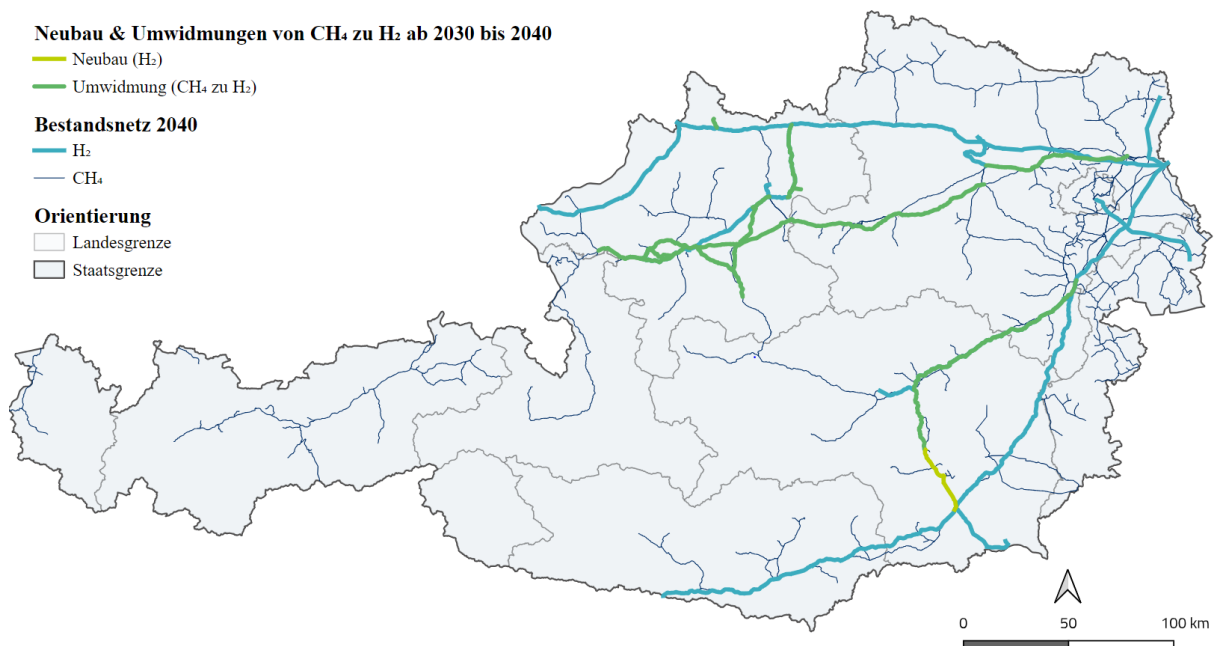 Neubau & Umwidmungen von CH₄ zu H₂ ab 2030 bis 2040
Neubau (H₂)
Umwidmung (CH₄ zu H₂)
Bestandsnetz 2040
H₂
CH₄
Orientierung
Landesgrenze
Staatsgrenze
0 50 100 km